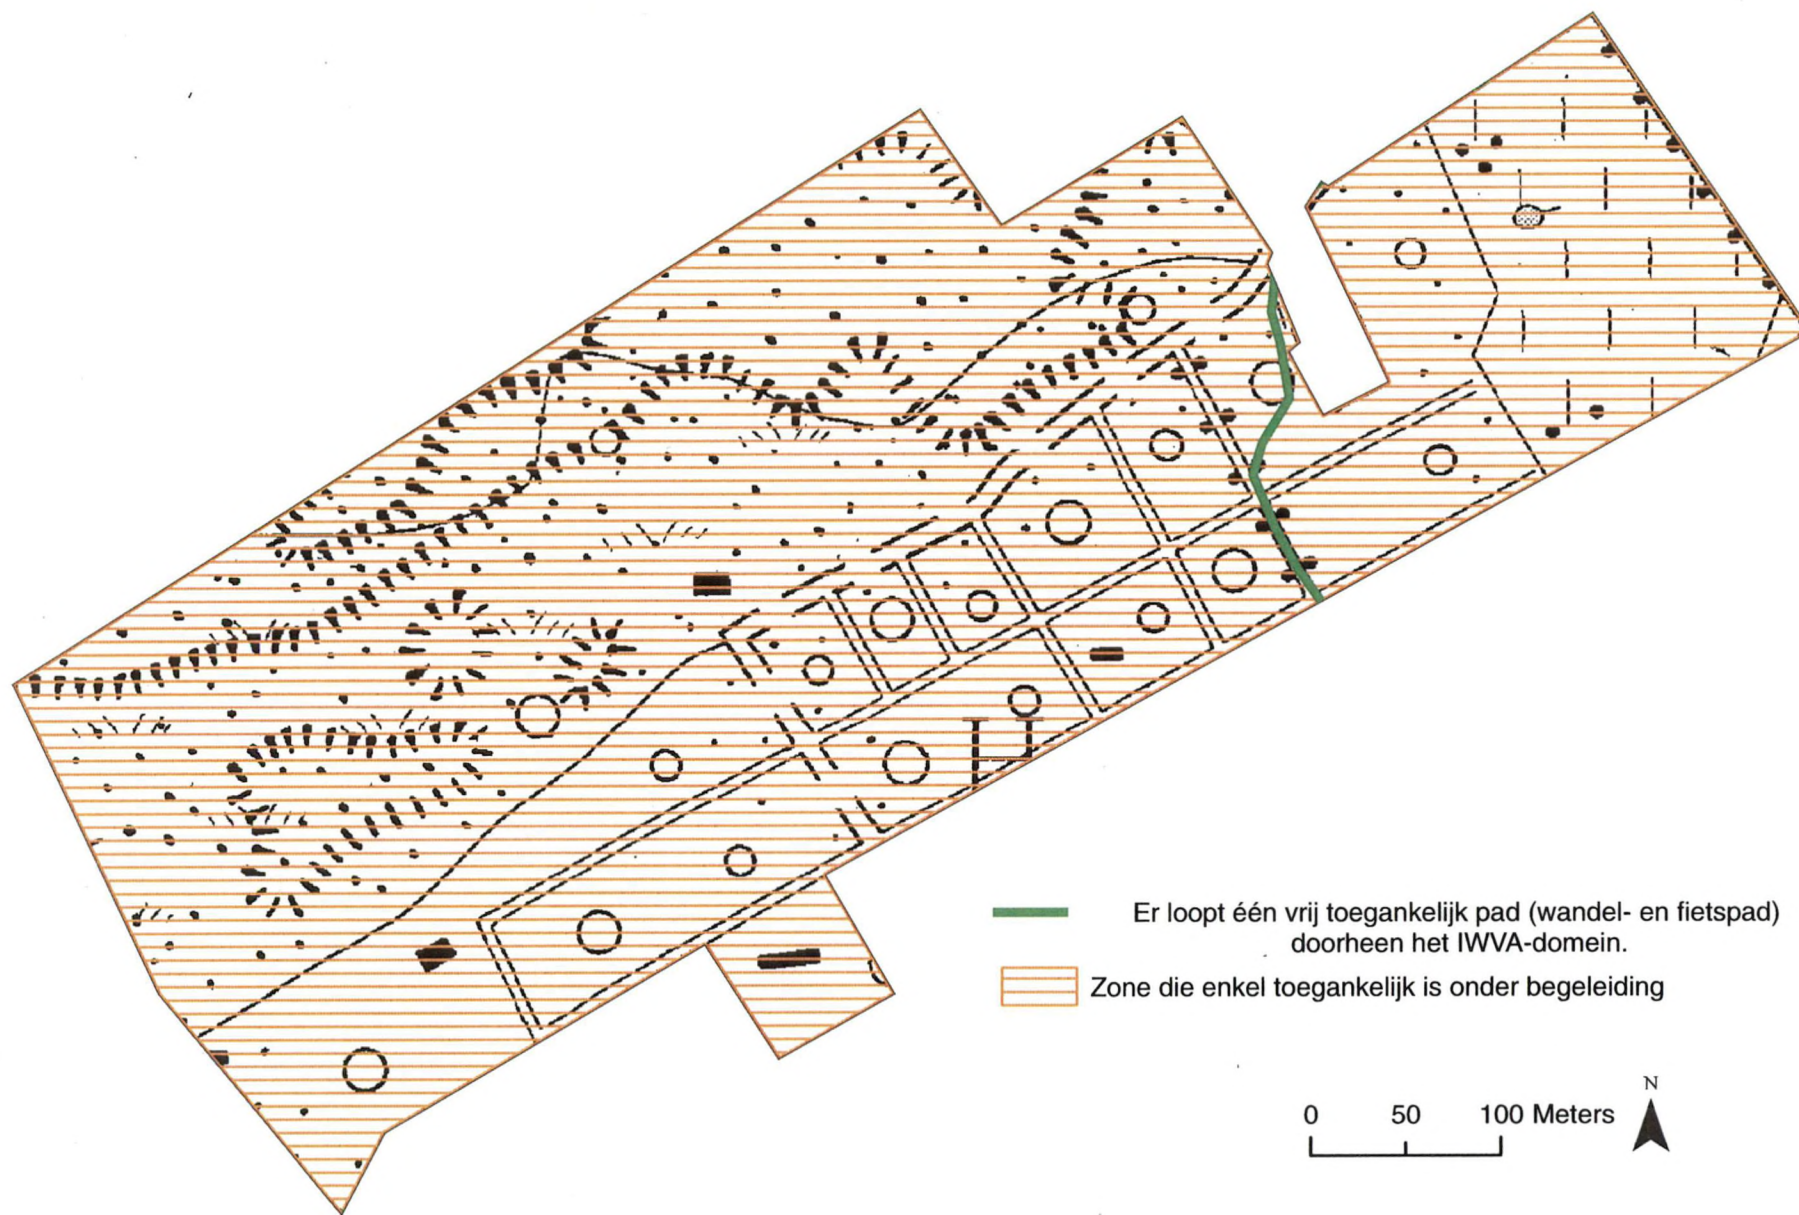 Er loopt één vrij toegankelijk pad (wandel- en fietspad)
doorheen het IWVA-domein.
Zone die enkel toegankelijk is onder begeleiding
N
0 50 100 Meters